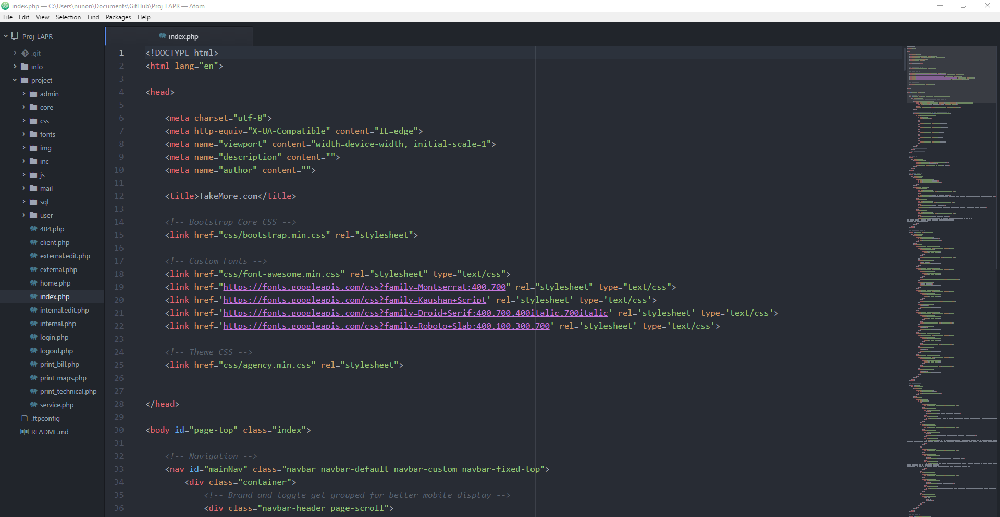 index.php — C:\Users\nunon\Documents\GitHub\Proj_LAPR — Atom
File Edit View Selection Find Packages Help
Proj_LAPR
.git
info
project
admin
core
css
fonts
img
inc
js
mail
sql
user
404.php
client.php
external.edit.php
external.php
home.php
index.php
internal.edit.php
internal.php
login.php
logout.php
print_bill.php
print_maps.php
print_technical.php
service.php
.ftpconfig
README.md
index.php
1 <!DOCTYPE html>
2 <html lang="en">
3
4 <head>
5
6 <meta charset="utf-8">
7 <meta http-equiv="X-UA-Compatible" content="IE=edge">
8 <meta name="viewport" content="width=device-width, initial-scale=1">
9 <meta name="description" content="">
10 <meta name="author" content="">
11
12 <title>TakeMore.com</title>
13
14 <!-- Bootstrap Core CSS -->
15 <link href="css/bootstrap.min.css" rel="stylesheet">
16
17 <!-- Custom Fonts -->
18 <link href="css/font-awesome.min.css" rel="stylesheet" type="text/css">
19 <link href="https://fonts.googleapis.com/css?family=Montserrat:400,700" rel="stylesheet" type="text/css">
20 <link href='https://fonts.googleapis.com/css?family=Kaushan+Script' rel='stylesheet' type='text/css'>
21 <link href='https://fonts.googleapis.com/css?family=Droid+Serif:400,700,400italic,700italic' rel='stylesheet' type='text/css'>
22 <link href='https://fonts.googleapis.com/css?family=Roboto+Slab:400,100,300,700' rel='stylesheet' type='text/css'>
23
24 <!-- Theme CSS -->
25 <link href="css/agency.min.css" rel="stylesheet">
26
27
28 </head>
29
30 <body id="page-top" class="index">
31
32 <!-- Navigation -->
33 <nav id="mainNav" class="navbar navbar-default navbar-custom navbar-fixed-top">
34 <div class="container">
35 <!-- Brand and toggle get grouped for better mobile display -->
36 <div class="navbar-header page-scroll">